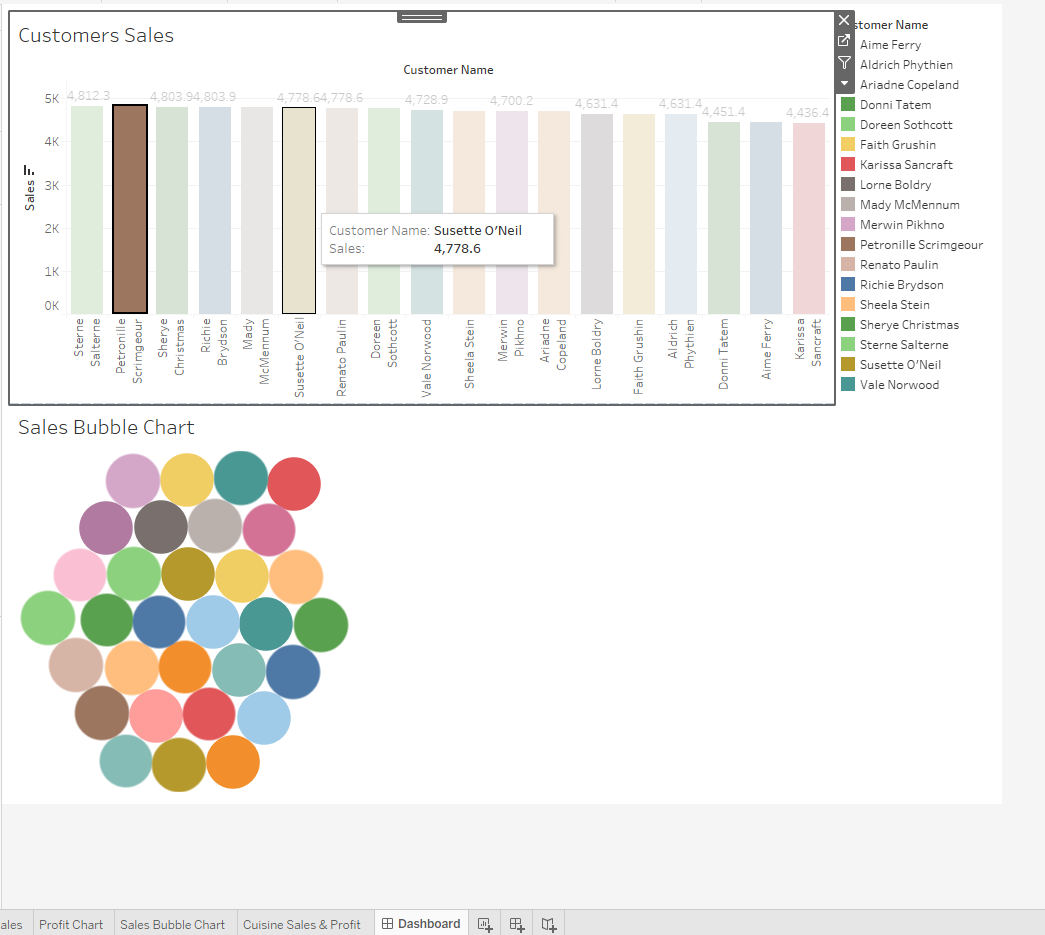 Customers Sales
Customer Name
5K
4K
3K
2K
1K
0K
Sales
4,812.3
4,803.9
4,803.9
4,778.6
4,778.6
4,728.9
4,700.2
4,631.4
4,631.4
4,451.4
4,436.4
Customer Name: Susette O’Neil
Sales: 4,778.6
Sterne
Salterne
Petronille
Scrimgeour
Sherye
Christmas
Richie
Brydson
Mady
McMennum
Susette O’Neil
Renato Paulin
Doreen
Sothcott
Vale Norwood
Sheela Stein
Merwin
Pikhno
Ariadne
Copeland
Lorne Boldry
Faith Grushin
Aldrich
Phythien
Donni Tatem
Aime Ferry
Karissa
Sancraft
stomer Name
Aime Ferry
Aldrich Phythien
Ariadne Copeland
Donni Tatem
Doreen Sothcott
Faith Grushin
Karissa Sancraft
Lorne Boldry
Mady McMennum
Merwin Pikhno
Petronille Scrimgeour
Renato Paulin
Richie Brydson
Sheela Stein
Sherye Christmas
Sterne Salterne
Susette O’Neil
Vale Norwood
Sales Bubble Chart
ales
Profit Chart
Sales Bubble Chart
Cuisine Sales & Profit
Dashboard